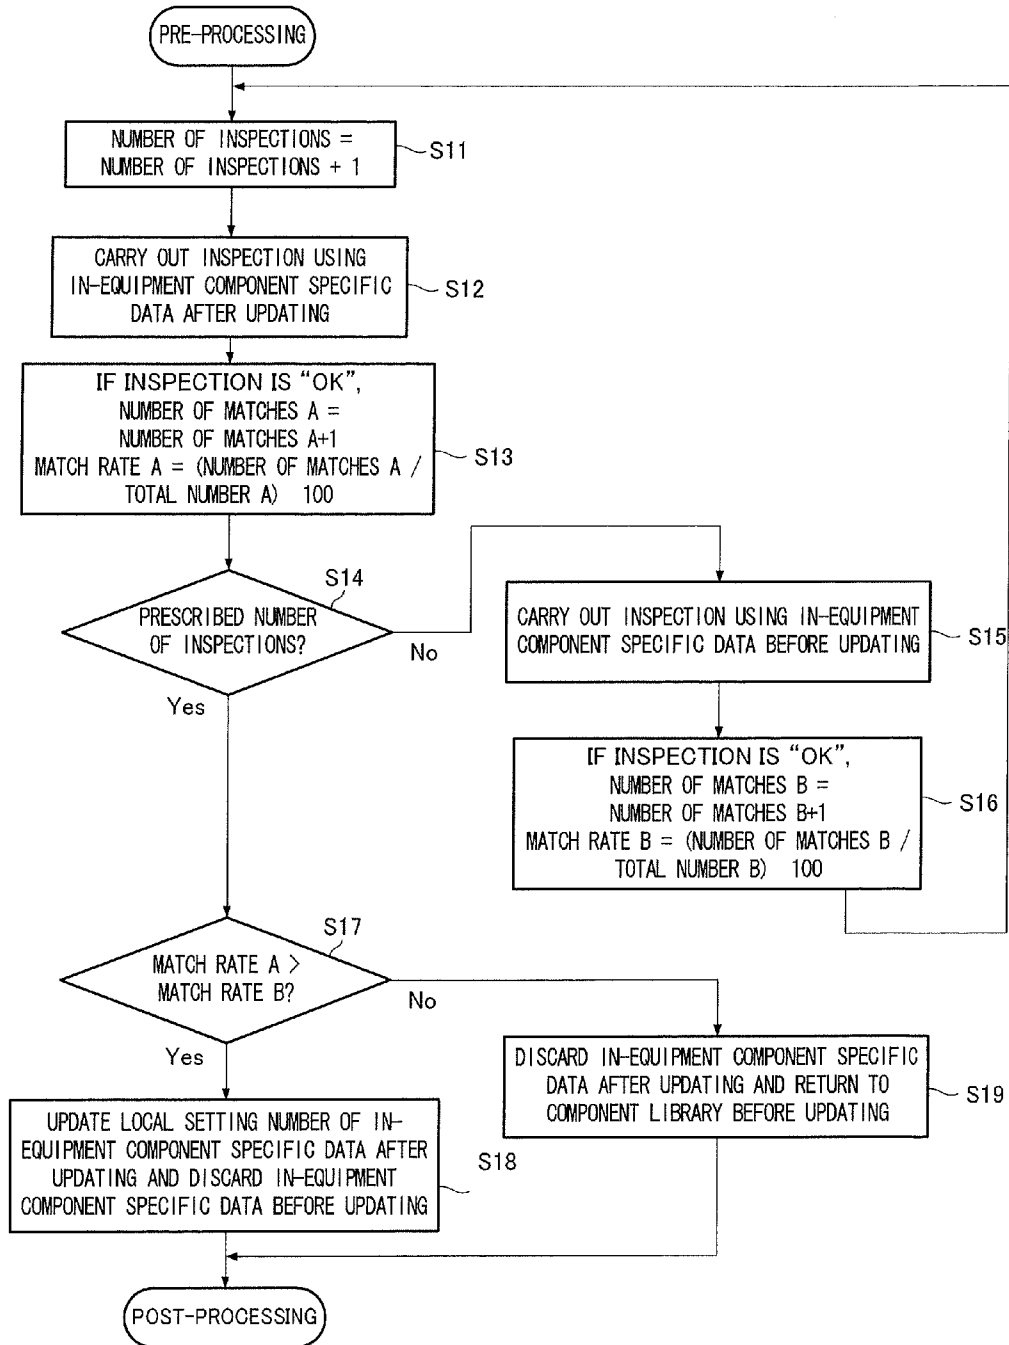 PRE-PROCESSING
NUMBER OF INSPECTIONS =
NUMBER OF INSPECTIONS + 1
S11
CARRY OUT INSPECTION USING
IN-EQUIPMENT COMPONENT SPECIFIC
DATA AFTER UPDATING
S12
IF INSPECTION IS “OK”,
NUMBER OF MATCHES A =
NUMBER OF MATCHES A+1
MATCH RATE A = (NUMBER OF MATCHES A /
TOTAL NUMBER A) 100
S13
S14
PRESCRIBED NUMBER
OF INSPECTIONS?
No
Yes
CARRY OUT INSPECTION USING IN-EQUIPMENT
COMPONENT SPECIFIC DATA BEFORE UPDATING
S15
IF INSPECTION IS “OK”,
NUMBER OF MATCHES B =
NUMBER OF MATCHES B+1
MATCH RATE B = (NUMBER OF MATCHES B /
TOTAL NUMBER B) 100
S16
S17
MATCH RATE A >
MATCH RATE B?
No
Yes
UPDATE LOCAL SETTING NUMBER OF IN-
EQUIPMENT COMPONENT SPECIFIC DATA AFTER
UPDATING AND DISCARD IN-EQUIPMENT
COMPONENT SPECIFIC DATA BEFORE UPDATING
S18
DISCARD IN-EQUIPMENT COMPONENT SPECIFIC
DATA AFTER UPDATING AND RETURN TO
COMPONENT LIBRARY BEFORE UPDATING
S19
POST-PROCESSING